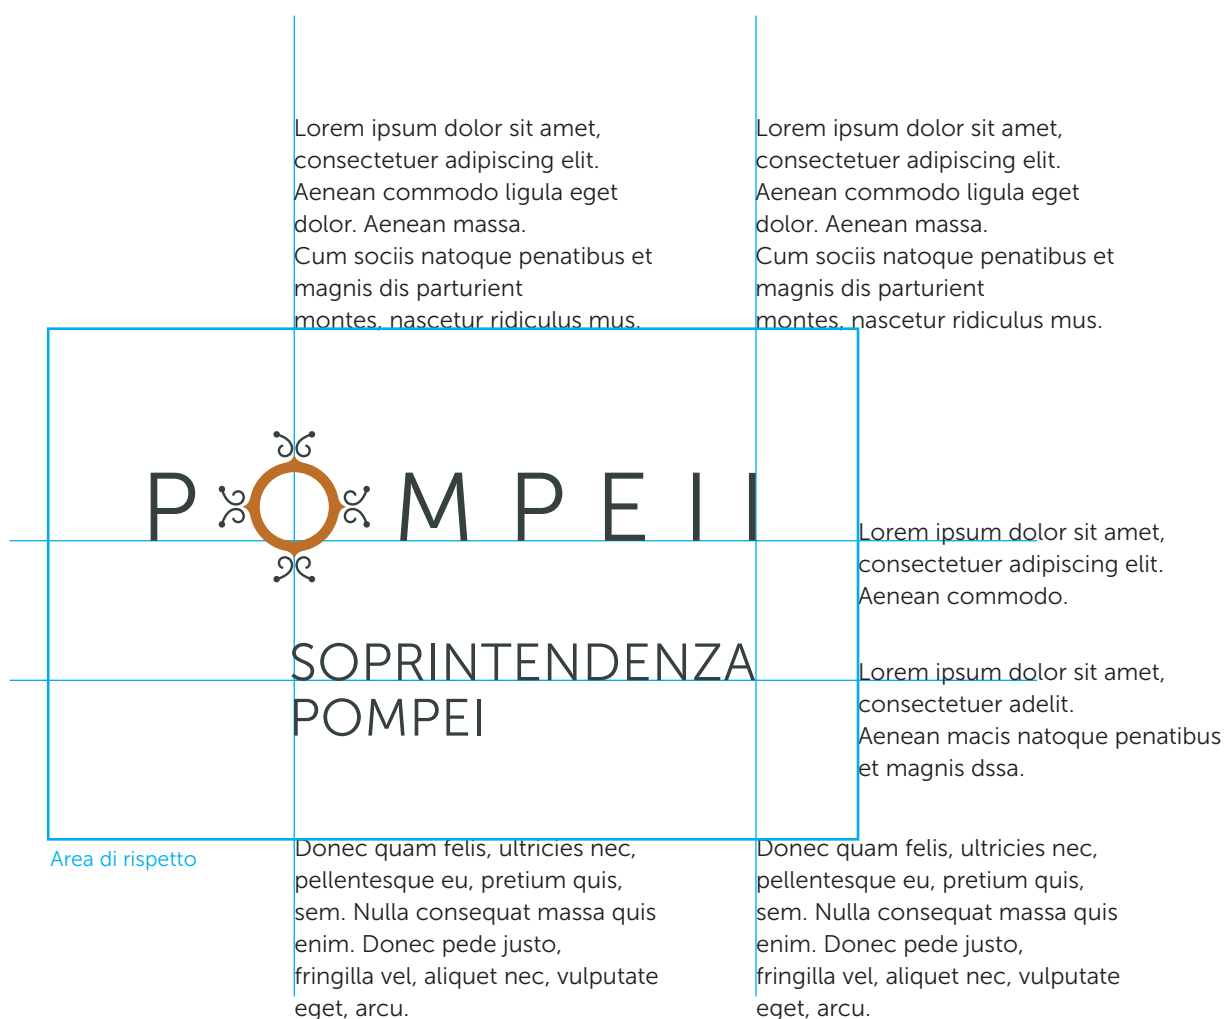 Lorem ipsum dolor sit amet,
consectetuer adipiscing elit.
Aenean commodo ligula eget
dolor. Aenean massa.
Cum sociis natoque penatibus et
magnis dis parturient
montes, nascetur ridiculus mus.
Lorem ipsum dolor sit amet,
consectetuer adipiscing elit.
Aenean commodo ligula eget
dolor. Aenean massa.
Cum sociis natoque penatibus et
magnis dis parturient
montes, nascetur ridiculus mus.
POMPEII
SOPRINTENDENZA
POMPEI
Lorem ipsum dolor sit amet,
consectetuer adipiscing elit.
Aenean commodo.
Lorem ipsum dolor sit amet,
consectetuer adelit.
Aenean macis natoque penatibus
et magnis dssa.
Area di rispetto
Donec quam felis, ultricies nec,
pellentesque eu, pretium quis,
sem. Nulla consequat massa quis
enim. Donec pede justo,
fringilla vel, aliquet nec, vulputate
eget, arcu.
Donec quam felis, ultricies nec,
pellentesque eu, pretium quis,
sem. Nulla consequat massa quis
enim. Donec pede justo,
fringilla vel, aliquet nec, vulputate
eget, arcu.